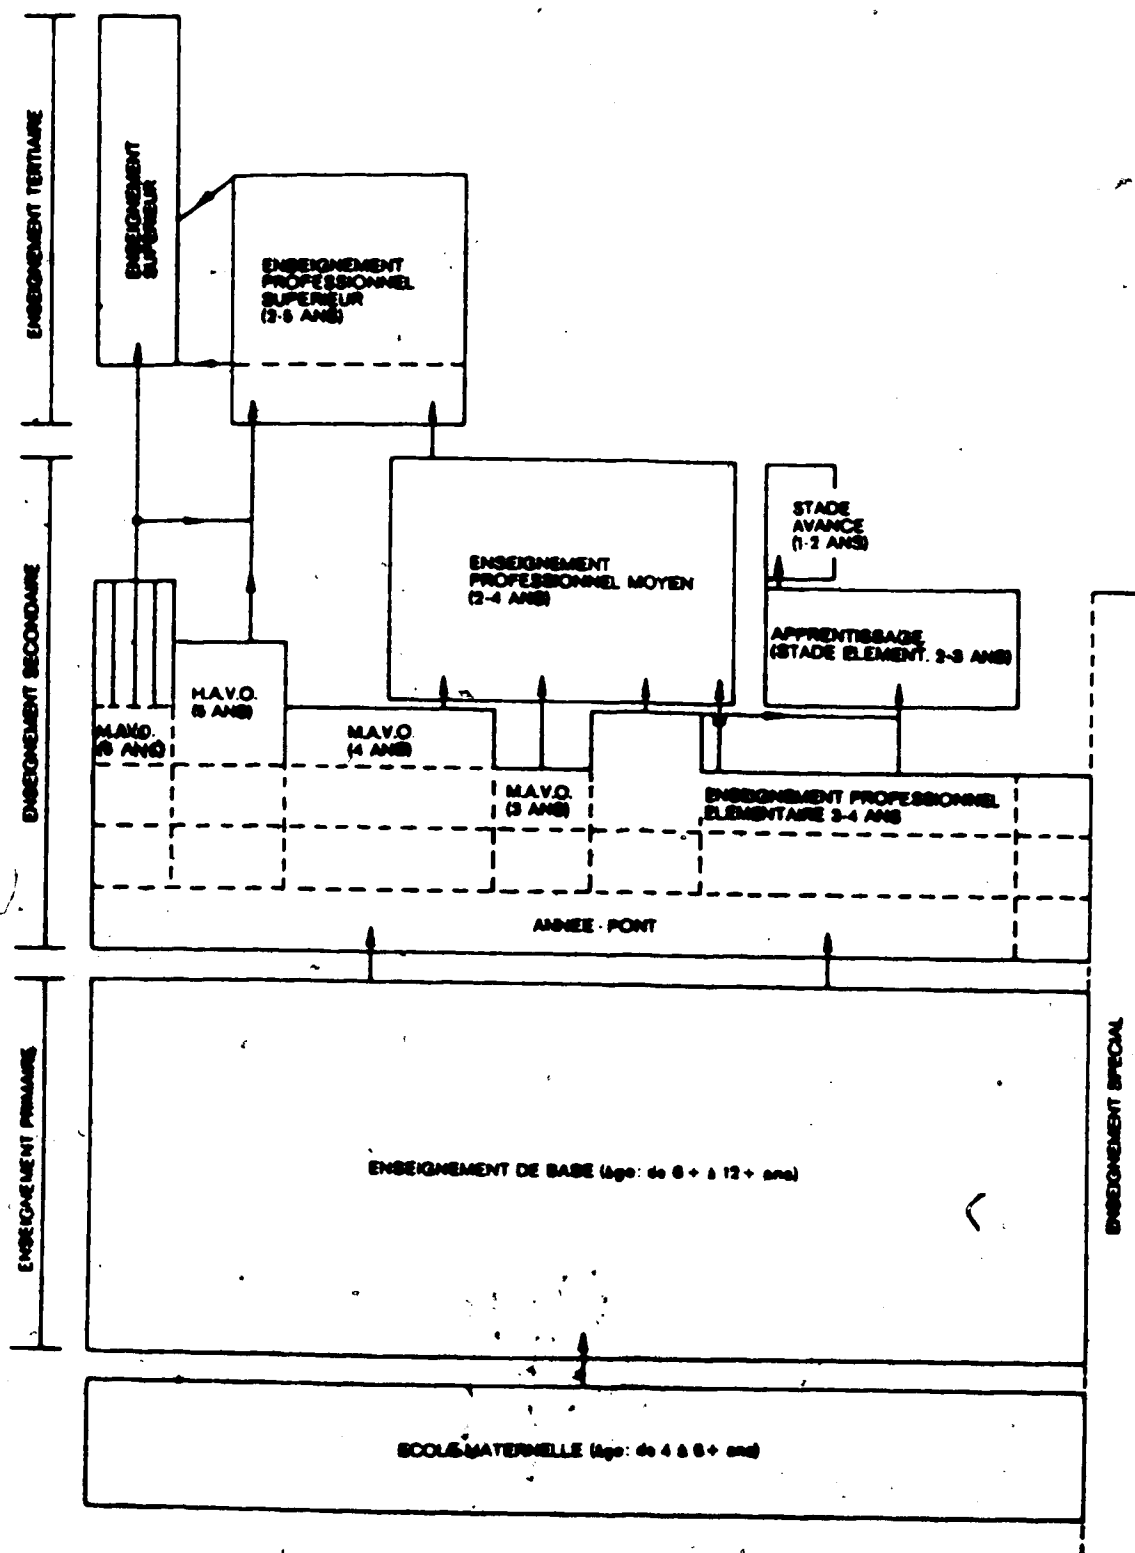 ENSEIGNEMENT TERTIAIRE
ENSEIGNEMENT
SUPERIEUR
ENSEIGNEMENT
PROFESSIONNEL
SUPERIEUR
(2-5 ANS)
ENSEIGNEMENT SECONDAIRE
ENSEIGNEMENT
PROFESSIONNEL MOYEN
(2-4 ANS)
STADE
AVANCE
(1-2 ANS)
APPRENTISSAGE
(STADE ELEMENT. 2-3 ANS)
H.A.V.O.
(5 ANS)
(6 ANS)
M.A.V.O.
(4 ANS)
M.A.V.O.
(3 ANS)
ENSEIGNEMENT PROFESSIONNEL
ELEMENTAIRE 3-4 ANS
ANNEE - PONT
ENSEIGNEMENT PRIMAIRE
ENSEIGNEMENT DE BASE (âge: de 6 + à 12 + ans)
ENSEIGNEMENT SPECIAL
ECOLE MATERNELLE (âge: de 4 à 6 + ans)